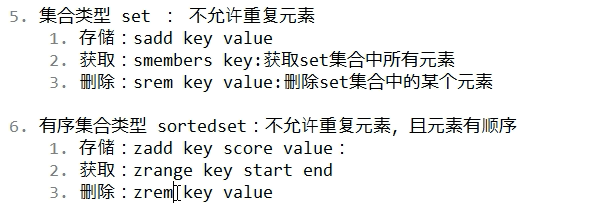 5. 集合类型 set : 不允许重复元素
1. 存储：sadd key value
2. 获取：smembers key:获取set集合中所有元素
3. 删除：srem key value:删除set集合中的某个元素
6. 有序集合类型 sortedset：不允许重复元素，且元素有顺序
1. 存储：zadd key score value：
2. 获取：zrange key start end
3. 删除：zrem key value